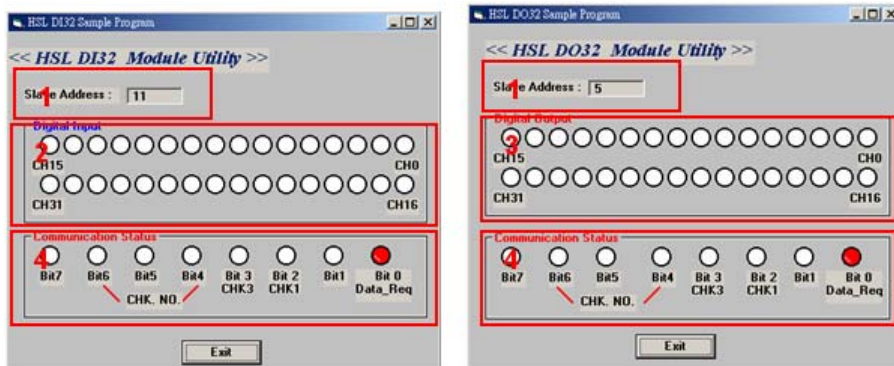 HSL DI32 Sample Program
<< HSL DI32 Module Utility >>
1
Slave Address : 11
Digital Input
2
CH15 CH0
CH31 CH16
Communication Status
4
Bit7 Bit6 Bit5 Bit4 Bit 3 Bit 2 Bit1 Bit 0
CHK3 CHK1 Data_Req
CHK. NO.
Exit
HSL DO32 Sample Program
<< HSL DO32 Module Utility >>
1
Slave Address : 5
Digital Output
3
CH15 CH0
CH31 CH16
Communication Status
4
Bit7 Bit6 Bit5 Bit4 Bit 3 Bit 2 Bit1 Bit 0
CHK3 CHK1 Data_Req
CHK. NO.
Exit